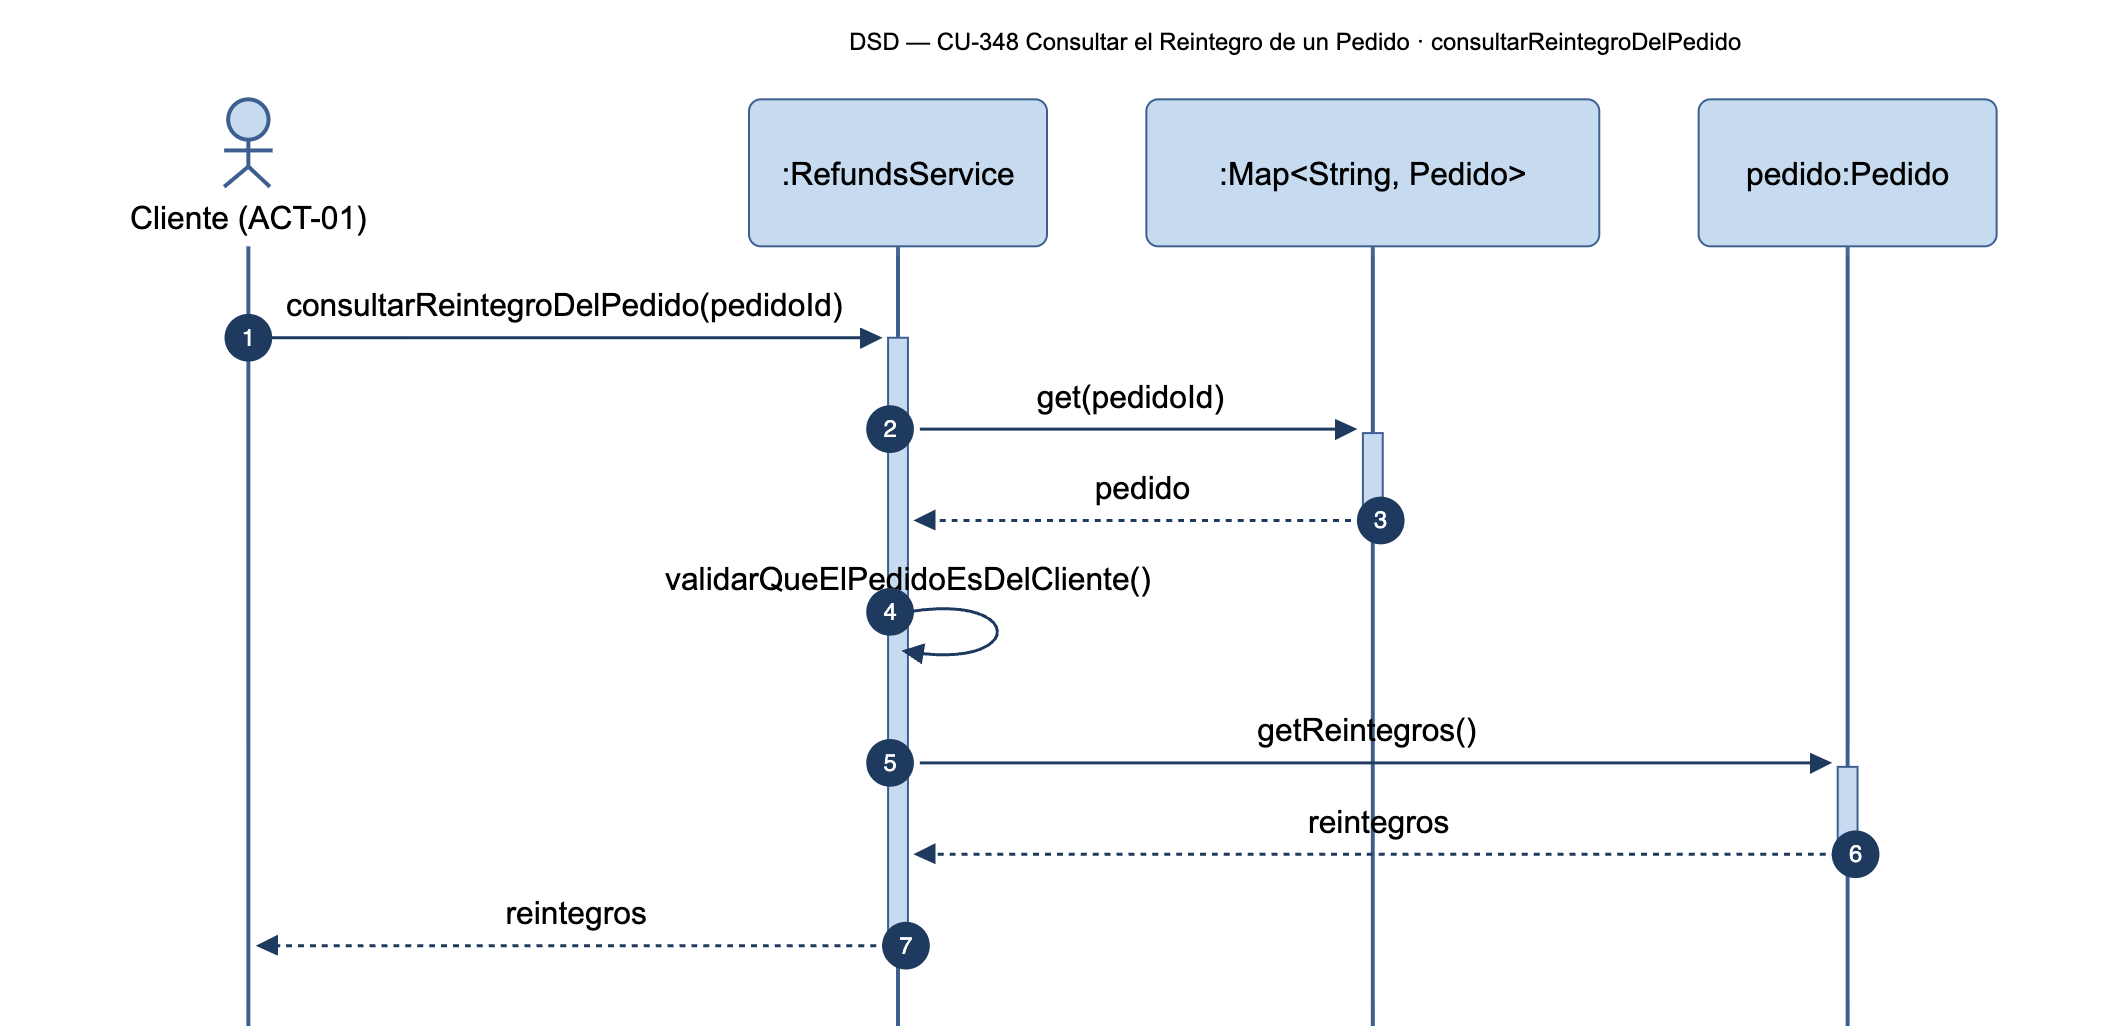 DSD — CU-348 Consultar el Reintegro de un Pedido · consultarReintegroDelPedido
Cliente (ACT-01)
:RefundsService
:Map<String, Pedido>
pedido:Pedido
consultarReintegroDelPedido(pedidoId)
1
get(pedidoId)
2
pedido
3
validarQueElPedidoEsDelCliente()
4
getReintegros()
5
reintegros
6
reintegros
7